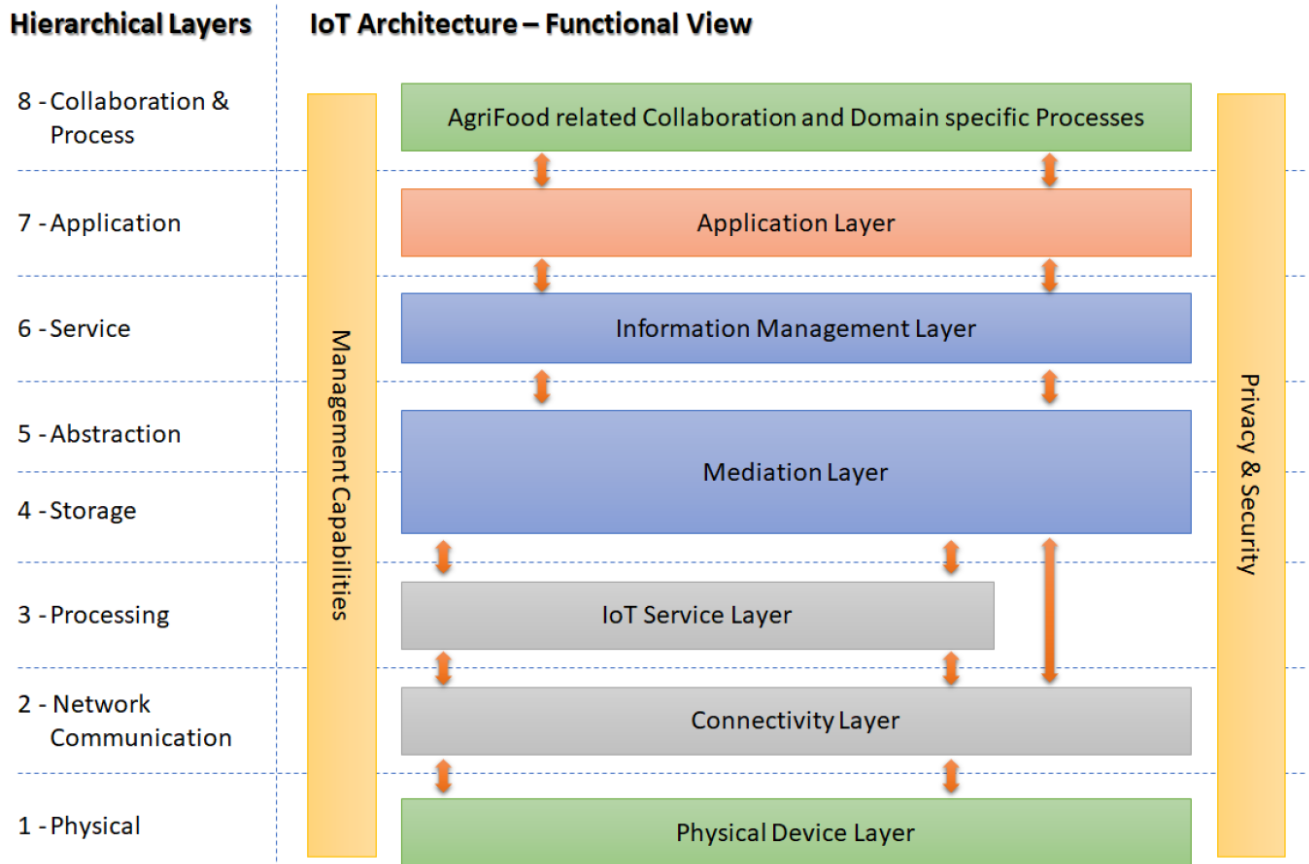 Hierarchical Layers
IoT Architecture – Functional View
8 - Collaboration &
Process
AgriFood related Collaboration and Domain specific Processes
7 - Application
Application Layer
6 - Service
Information Management Layer
5 - Abstraction
Mediation Layer
4 - Storage
3 - Processing
IoT Service Layer
2 - Network
Communication
Connectivity Layer
1 - Physical
Physical Device Layer
Management Capabilities
Privacy & Security